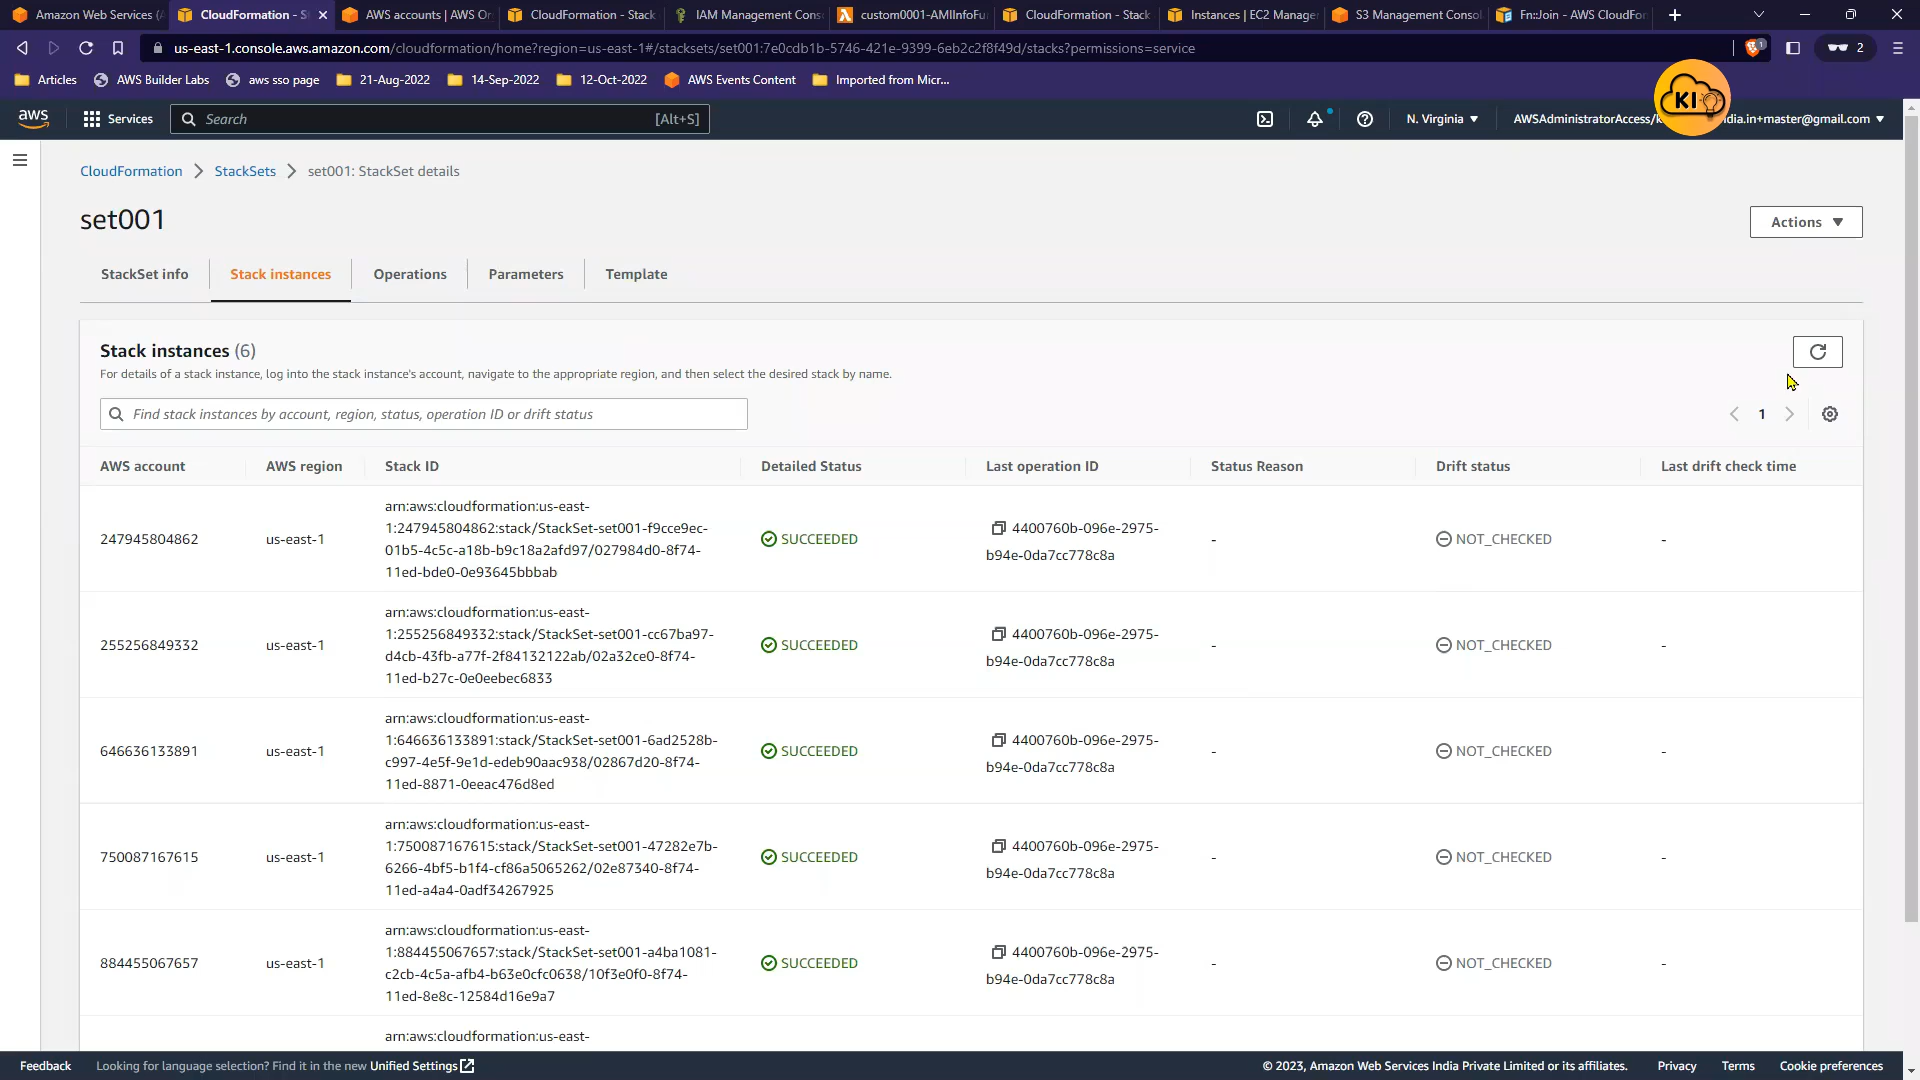 Amazon Web Services (A
CloudFormation - S
AWS accounts | AWS Or
CloudFormation - Stack
IAM Management Cons
custom0001-AMIInfoFu
CloudFormation - Stack
Instances | EC2 Manage
S3 Management Consol
Fn::Join - AWS CloudFor
us-east-1.console.aws.amazon.com/cloudformation/home?region=us-east-1#/stacksets/set001:7e0cdb1b-5746-421e-9399-6eb2c2f8f49d/stacks?permissions=service
1
2
Articles
AWS Builder Labs
aws sso page
21-Aug-2022
14-Sep-2022
12-Oct-2022
AWS Events Content
Imported from Micr...
KI
aws
Services
Search
[Alt+S]
N. Virginia
AWSAdministratorAccess/k
dia.in+master@gmail.com
CloudFormation
StackSets
set001: StackSet details
set001
Actions
StackSet info
Stack instances
Operations
Parameters
Template
Stack instances (6)
For details of a stack instance, log into the stack instance's account, navigate to the appropriate region, and then select the desired stack by name.
Find stack instances by account, region, status, operation ID or drift status
1
AWS account
AWS region
Stack ID
Detailed Status
Last operation ID
Status Reason
Drift status
Last drift check time
247945804862
us-east-1
arn:aws:cloudformation:us-east-
1:247945804862:stack/StackSet-set001-f9cce9ec-
01b5-4c5c-a18b-b9c18a2afd97/027984d0-8f74-
11ed-bde0-0e93645bbbab
SUCCEEDED
4400760b-096e-2975-
b94e-0da7cc778c8a
-
NOT_CHECKED
-
255256849332
us-east-1
arn:aws:cloudformation:us-east-
1:255256849332:stack/StackSet-set001-cc67ba97-
d4cb-43fb-a77f-2f84132122ab/02a32ce0-8f74-
11ed-b27c-0e0eebec6833
SUCCEEDED
4400760b-096e-2975-
b94e-0da7cc778c8a
-
NOT_CHECKED
-
646636133891
us-east-1
arn:aws:cloudformation:us-east-
1:646636133891:stack/StackSet-set001-6ad2528b-
c997-4e5f-9e1d-edeb90aac938/02867d20-8f74-
11ed-8871-0eeac476d8ed
SUCCEEDED
4400760b-096e-2975-
b94e-0da7cc778c8a
-
NOT_CHECKED
-
750087167615
us-east-1
arn:aws:cloudformation:us-east-
1:750087167615:stack/StackSet-set001-47282e7b-
6266-4bf5-b1f4-cf86a5065262/02e87340-8f74-
11ed-a4a4-0adf34267925
SUCCEEDED
4400760b-096e-2975-
b94e-0da7cc778c8a
-
NOT_CHECKED
-
884455067657
us-east-1
arn:aws:cloudformation:us-east-
1:884455067657:stack/StackSet-set001-a4ba1081-
c2cb-4c5a-afb4-b63e0cfc0638/10f3e0f0-8f74-
11ed-8e8c-12584d16e9a7
SUCCEEDED
4400760b-096e-2975-
b94e-0da7cc778c8a
-
NOT_CHECKED
-
arn:aws:cloudformation:us-east-
Feedback
Looking for language selection? Find it in the new Unified Settings
© 2023, Amazon Web Services India Private Limited or its affiliates.
Privacy
Terms
Cookie preferences